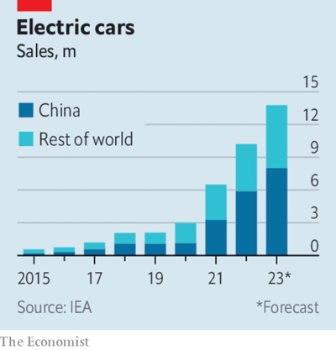 Electric cars
Sales, m
15
China
12
Rest of world
9
6
3
0
2015 17 19 21 23*
Source: IEA *Forecast
The Economist